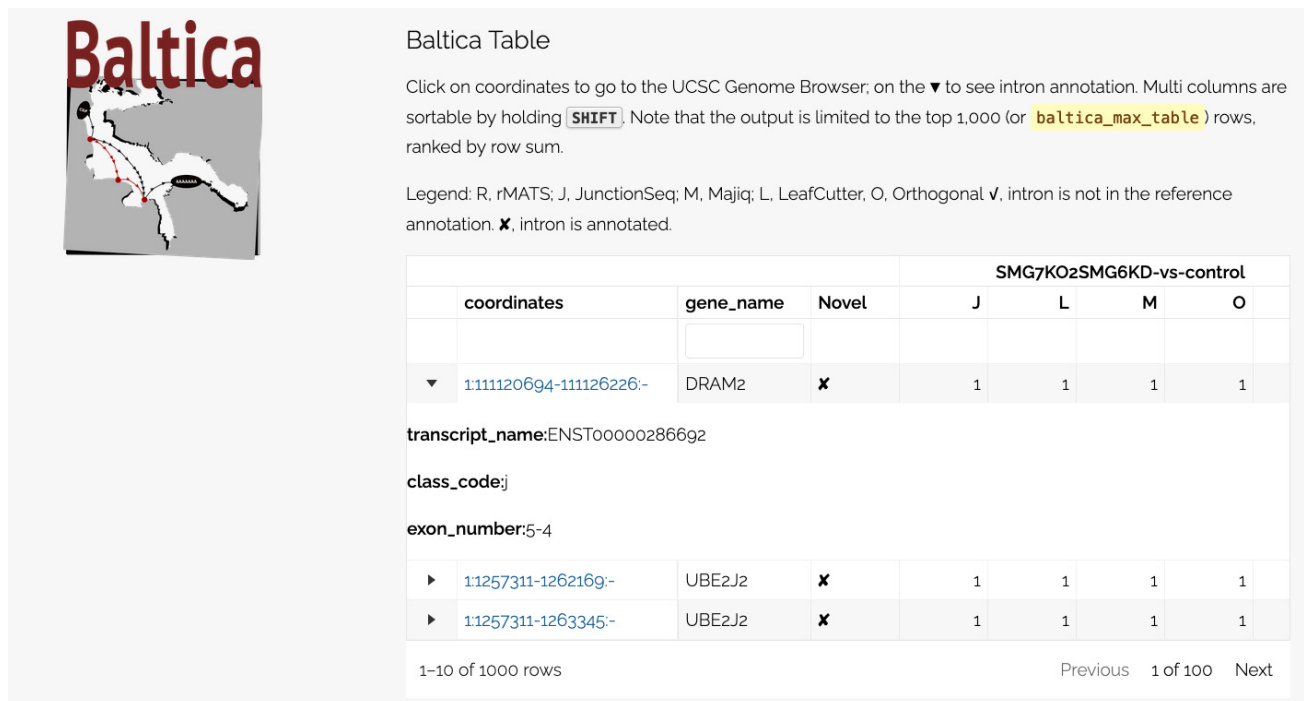 Baltica
Baltica Table
Click on coordinates to go to the UCSC Genome Browser; on the ▼ to see intron annotation. Multi columns are
sortable by holding SHIFT. Note that the output is limited to the top 1,000 (or baltica_max_table) rows,
ranked by row sum.
Legend: R, rMATS; J, JunctionSeq; M, Majiq; L, LeafCutter, O, Orthogonal √, intron is not in the reference
annotation. ✘, intron is annotated.
SMG7KO2SMG6KD-vs-control
coordinates gene_name Novel J L M O
▼ 1:111120694-111126226:- DRAM2 ✘ 1 1 1 1
transcript_name:ENST00000286692
class_code:j
exon_number:5-4
▶ 1:1257311-1262169:- UBE2J2 ✘ 1 1 1 1
▶ 1:1257311-1263345:- UBE2J2 ✘ 1 1 1 1
1–10 of 1000 rows Previous 1 of 100 Next